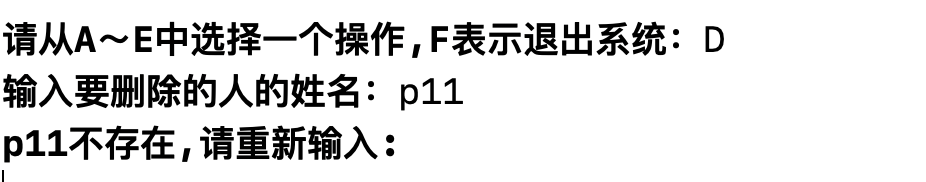 请从A～E中选择一个操作,F表示退出系统：D
输入要删除的人的姓名：p11
p11不存在,请重新输入: